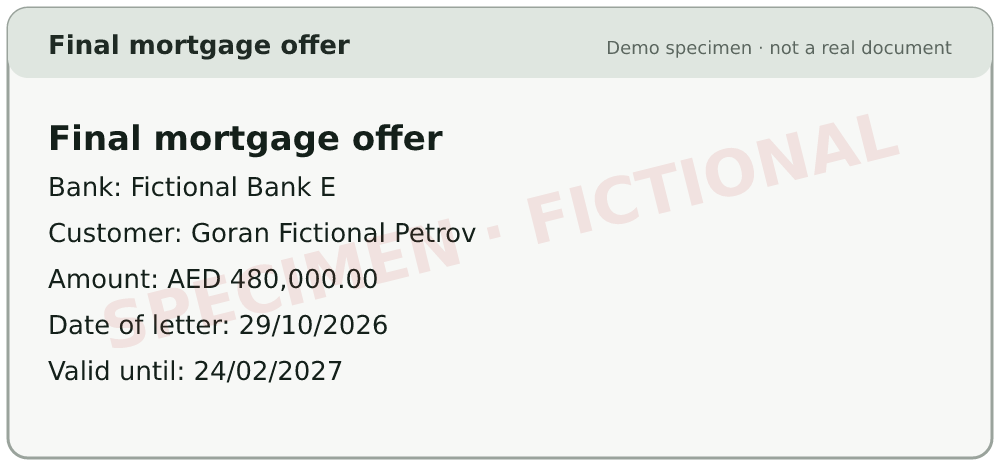 Final mortgage offer
Demo specimen · not a real document
Final mortgage offer
Bank: Fictional Bank E
Customer: Goran Fictional Petrov
Amount: AED 480,000.00
Date of letter: 29/10/2026
Valid until: 24/02/2027
SPECIMEN · FICTIONAL